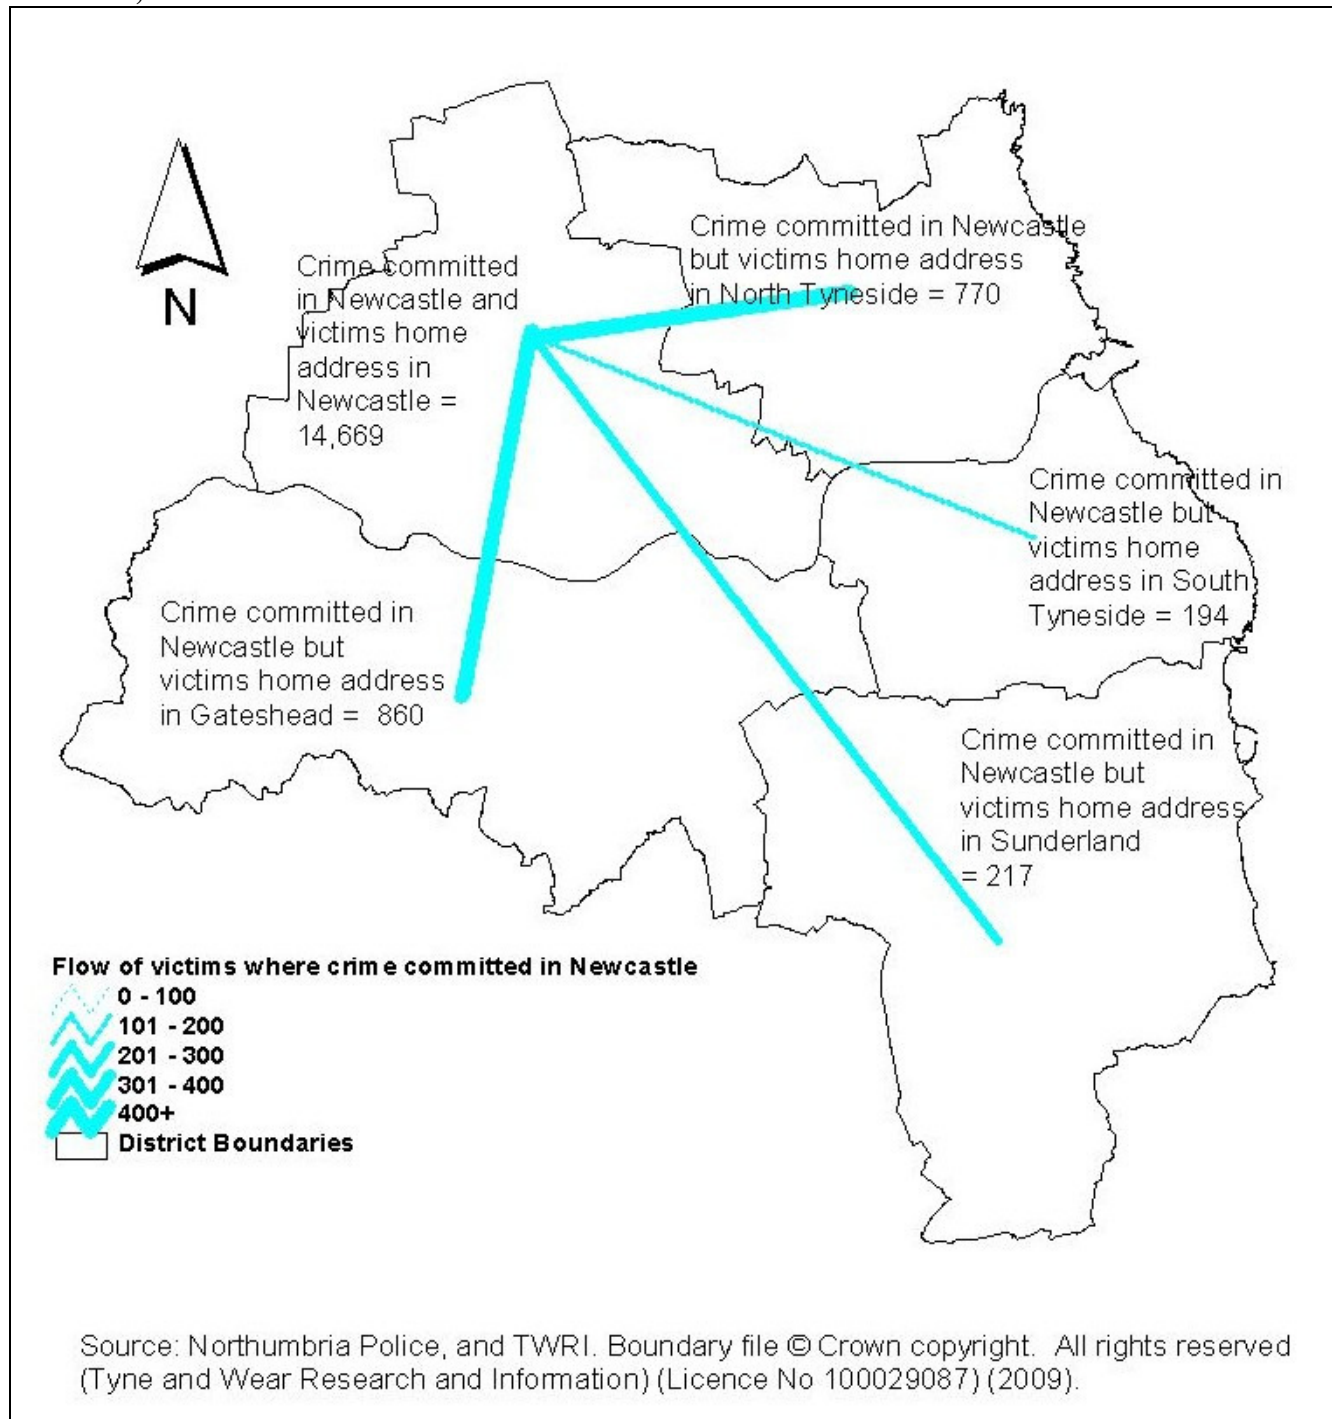 N
Crime committed
in Newcastle and
victims home
address in
Newcastle =
14,669
Crime committed in Newcastle
but victims home address
in North Tyneside = 770
Crime committed in
Newcastle but
victims home
address in South
Tyneside = 194
Crime committed in
Newcastle but
victims home address
in Gateshead = 860
Crime committed in
Newcastle but
victims home address
in Sunderland
= 217
Flow of victims where crime committed in Newcastle
0 - 100
101 - 200
201 - 300
301 - 400
400+
District Boundaries
Source: Northumbria Police, and TWRI. Boundary file © Crown copyright. All rights reserved
(Tyne and Wear Research and Information) (Licence No 100029087) (2009).